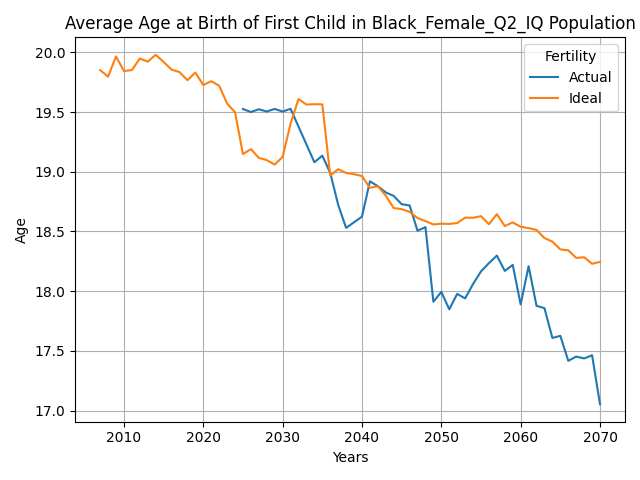 Average Age at Birth of First Child in Black_Female_Q2_IQ Population
Fertility
Actual
Ideal
20.0
19.5
19.0
18.5
18.0
17.5
17.0
Age
2010 2020 2030 2040 2050 2060 2070
Years